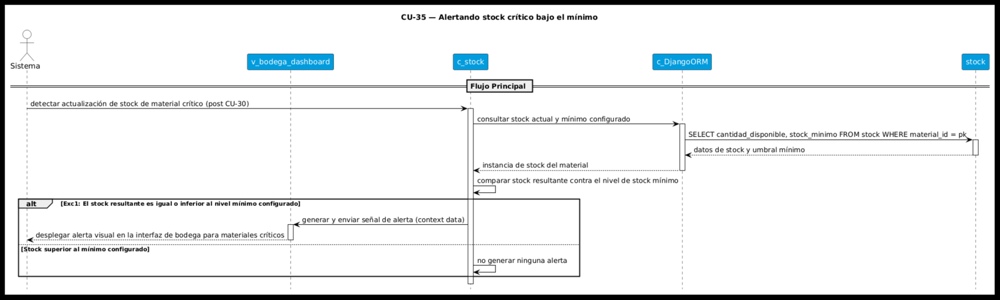 CU-35 — Alertando stock crítico bajo el mínimo
Sistema
v_bodega_dashboard
c_stock
c_DjangoORM
stock
Flujo Principal
detectar actualización de stock de material crítico (post CU-30)
consultar stock actual y mínimo configurado
SELECT cantidad_disponible, stock_minimo FROM stock WHERE material_id = pk
datos de stock y umbral mínimo
instancia de stock del material
comparar stock resultante contra el nivel de stock mínimo
alt [Exc1: El stock resultante es igual o inferior al nivel mínimo configurado]
generar y enviar señal de alerta (context data)
desplegar alerta visual en la interfaz de bodega para materiales críticos
[Stock superior al mínimo configurado]
no generar ninguna alerta